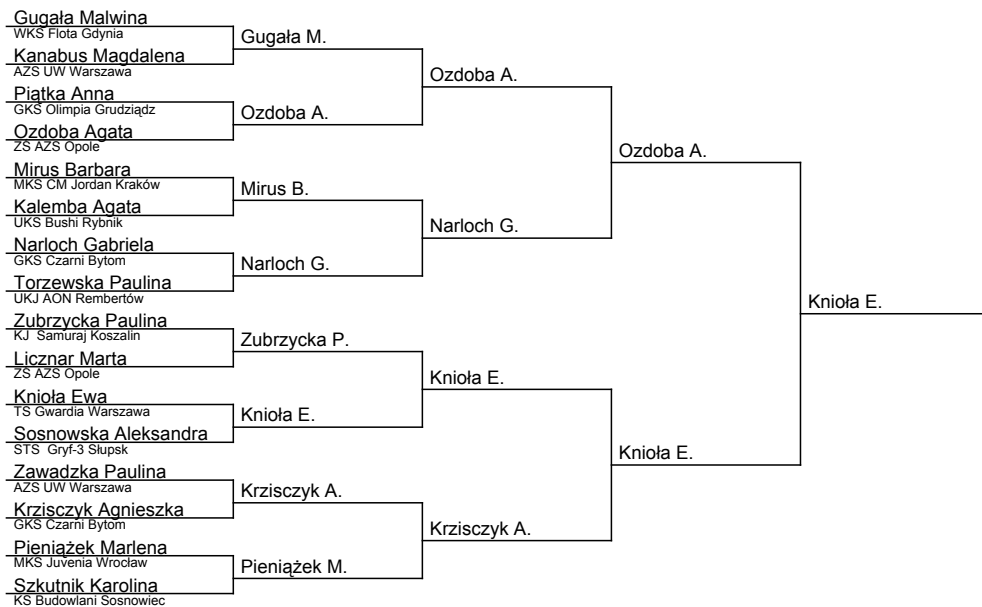 Gugała Malwina
WKS Flota Gdynia
Kanabus Magdalena
AZS UW Warszawa
Piątka Anna
GKS Olimpia Grudziądz
Ozdoba Agata
ZS AZS Opole
Mirus Barbara
MKS CM Jordan Kraków
Kalemba Agata
UKS Bushi Rybnik
Narloch Gabriela
GKS Czarni Bytom
Torzewska Paulina
UKJ AON Rembertów
Zubrzycka Paulina
KJ Samuraj Koszalin
Licznar Marta
ZS AZS Opole
Knioła Ewa
TS Gwardia Warszawa
Sosnowska Aleksandra
STS Gryf-3 Słupsk
Zawadzka Paulina
AZS UW Warszawa
Krzisczyk Agnieszka
GKS Czarni Bytom
Pieniążek Marlena
MKS Juvenia Wrocław
Szkutnik Karolina
KS Budowlani Sosnowiec
Gugała M.
Ozdoba A.
Mirus B.
Narloch G.
Zubrzycka P.
Knioła E.
Krzisczyk A.
Pieniążek M.
Ozdoba A.
Narloch G.
Knioła E.
Krzisczyk A.
Ozdoba A.
Knioła E.
Knioła E.